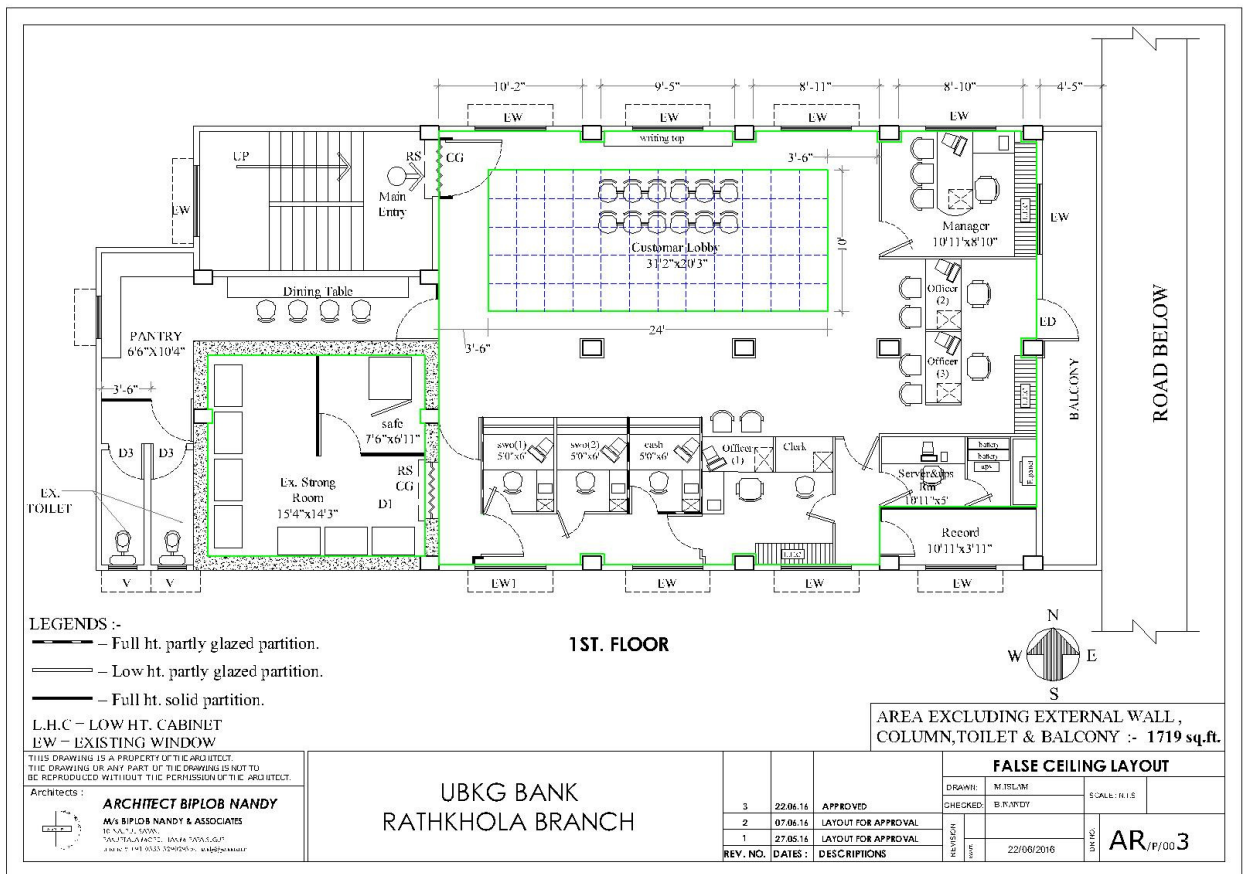 10'-2"
9'-5"
8'-11"
8'-10"
4'-5"
EW
EW
EW
EW
writing top
UP
RS
CG
3'-6"
Main
Entry
EW
EW
Manager
10'11'x8'10"
Customar Lobby
31'2"x20'3"
10'
Officer
(2)
Dining Table
24'
ED
PANTRY
6'6"X10'4"
3'-6"
Officer
(3)
ROAD BELOW
BALCONY
3'-6"
safe
7'6"x6'11"
swo(1)
5'0"x6'
swo(2)
5'0"x6'
cash
5'0"x6'
Officer
(1)
Clerk
battery
battery
ups
Server&ups
Rm
10'11"x5'
D3
D3
RS
CG
D1
Ex. Strong
Room
15'4"x14'3"
EX.
TOILET
Record
10'11'x3'11"
V
V
EW1
EW
EW
EW
LEGENDS :-
– Full ht. partly glazed partition.
– Low ht. partly glazed partition.
– Full ht. solid partition.
L.H.C – LOW HT. CABINET
EW – EXISTING WINDOW
1ST. FLOOR
N
W
E
S
AREA EXCLUDING EXTERNAL WALL ,
COLUMN,TOILET & BALCONY :- 1719 sq.ft.
THIS DRAWING IS A PROPERTY OF THE ARCHITECT.
THE DRAWING OR ANY PART OF THE DRAWING IS NOT TO
BE REPRODUCED WITHOUT THE PERMISSION OF THE ARCHITECT.
Architects :
ARCHITECT BIPLOB NANDY
M/s BIPLOB NANDY & ASSOCIATES
UBKG BANK
RATHKHOLA BRANCH
3 22.06.16 APPROVED
2 07.06.16 LAYOUT FOR APPROVAL
1 27.05.16 LAYOUT FOR APPROVAL
REV. NO. DATES : DESCRIPTIONS
FALSE CEILING LAYOUT
DRAWN: M.ISLAM
SCALE : N.T.S
CHECKED: B.NANDY
REVISION
22/06/2016
AR/P/003